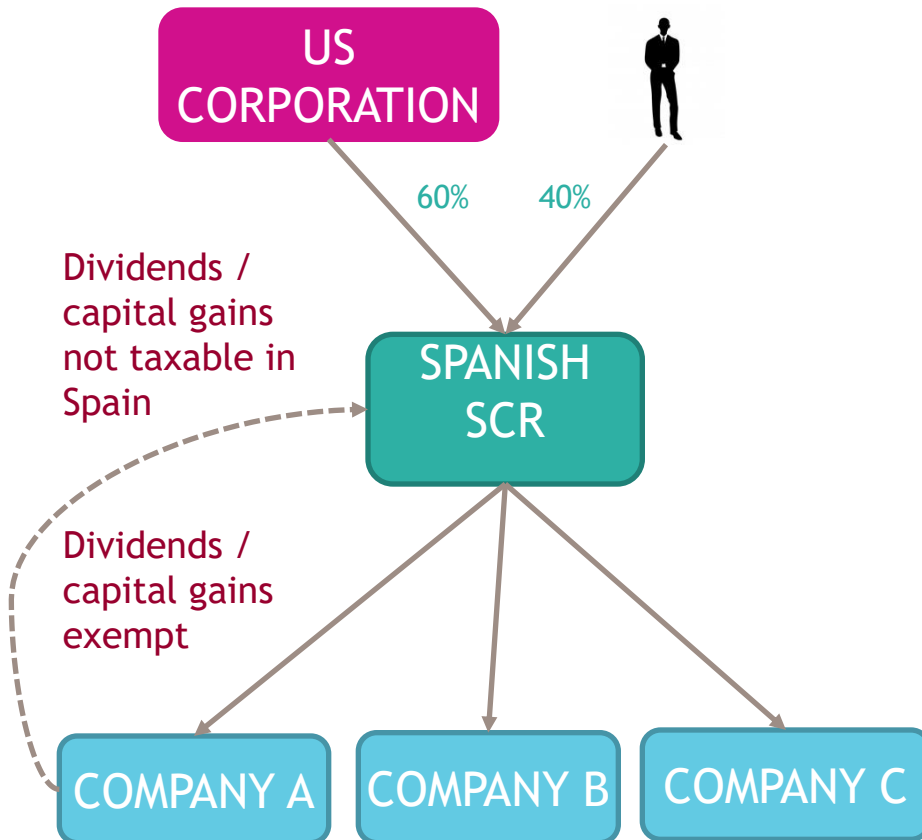 US
CORPORATION
60%
40%
Dividends /
capital gains
not taxable in
Spain
SPANISH
SCR
Dividends /
capital gains
exempt
COMPANY A
COMPANY B
COMPANY C